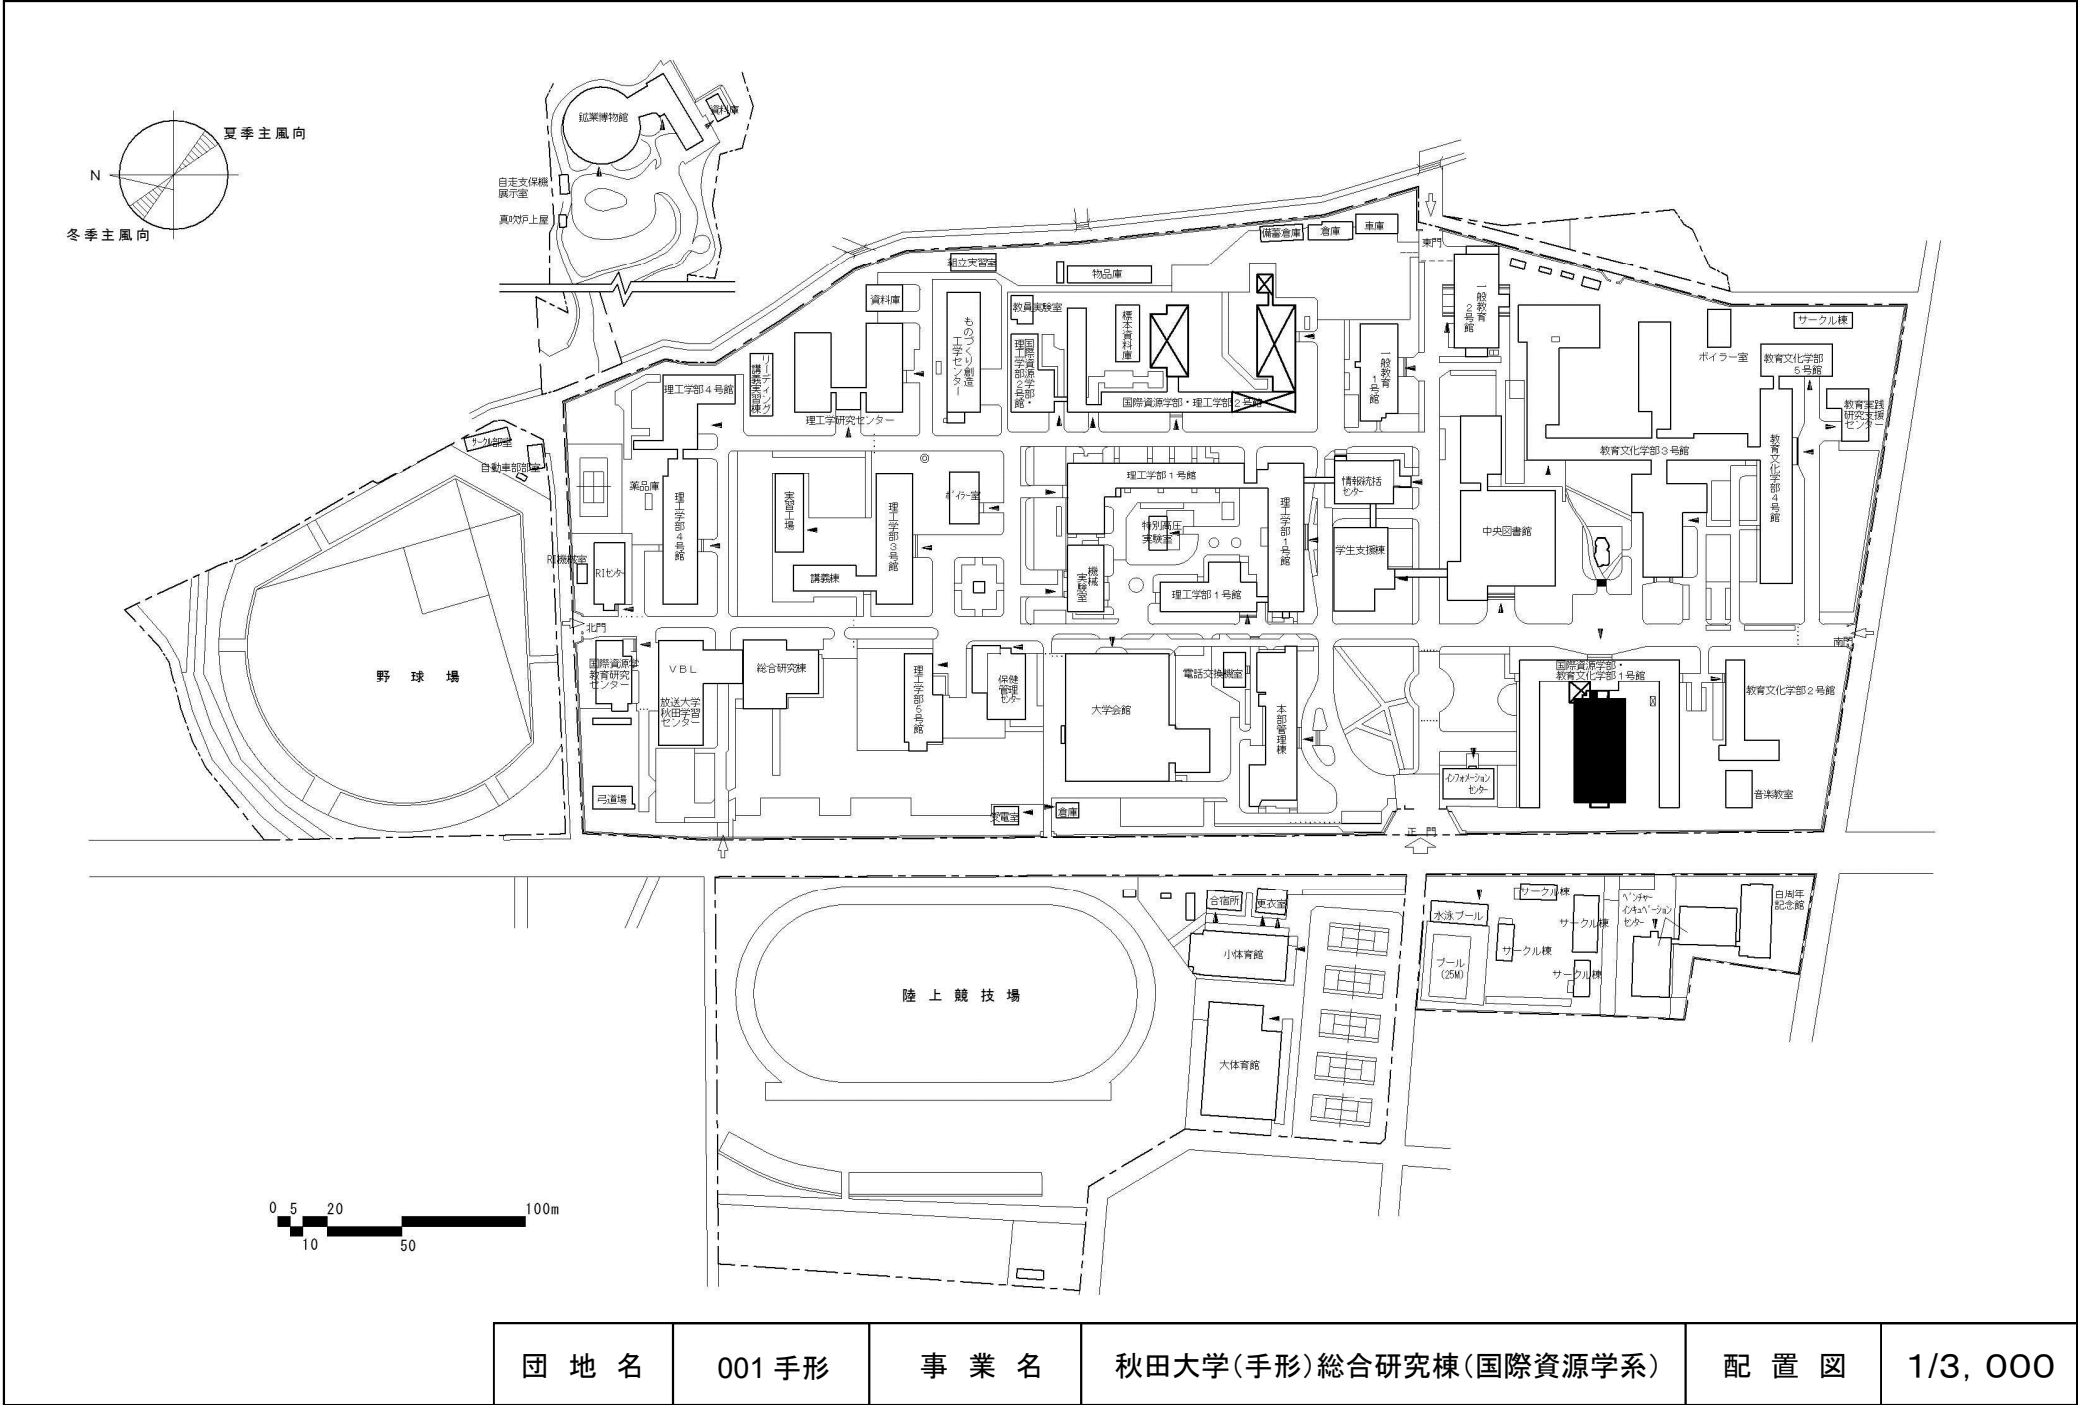 夏季主風向
N
冬季主風向
鉱業博物館
資料庫
自走支保機
展示室
真吹炉上屋
組立実習室
物品庫
備蓄倉庫
倉庫
車庫
東門
資料庫
教員実験室
標本資料庫
一般教育
2号館
一般教育
1号館
サークル棟
ボイラー室
教育文化学部
5号館
教育実践
研究支援
センター
リーディング
講義実習棟
ものづくり創造
工学センター
国際資源学部・
理工学部2号館
国際資源学部・理工学部2号館
理工学部4号館
理工学研究センター
サークル部室
自動車部部室
薬品庫
理工学部4号館
実習工場
理工学部3号館
ボイラー室
理工学部1号館
特別高圧
実験室
理工学部1号館
情報統括
センター
学生支援棟
中央図書館
教育文化学部3号館
教育文化学部4号館
RI機械室
RIセンター
講義棟
機械
実験室
理工学部1号館
北門
南門
国際資源学
教育研究
センター
VBL
放送大学
秋田学習
センター
総合研究棟
理工学部5号館
保健
管理
センター
大学会館
電話交換機室
本部管理棟
国際資源学部・
教育文化学部1号館
教育文化学部2号館
インフォメーション
センター
音楽教室
野球場
弓道場
受電室
倉庫
正門
合宿所
更衣室
小体育館
大体育館
陸上競技場
水泳プール
プール
(25M)
サークル棟
サークル棟
サークル棟
サークル棟
ベンチャー
インキュベーション
センター
百周年
記念館
0 5 20 100m
10 50
団地名 001 手形 事業名 秋田大学(手形)総合研究棟(国際資源学系) 配置図 1/3,000